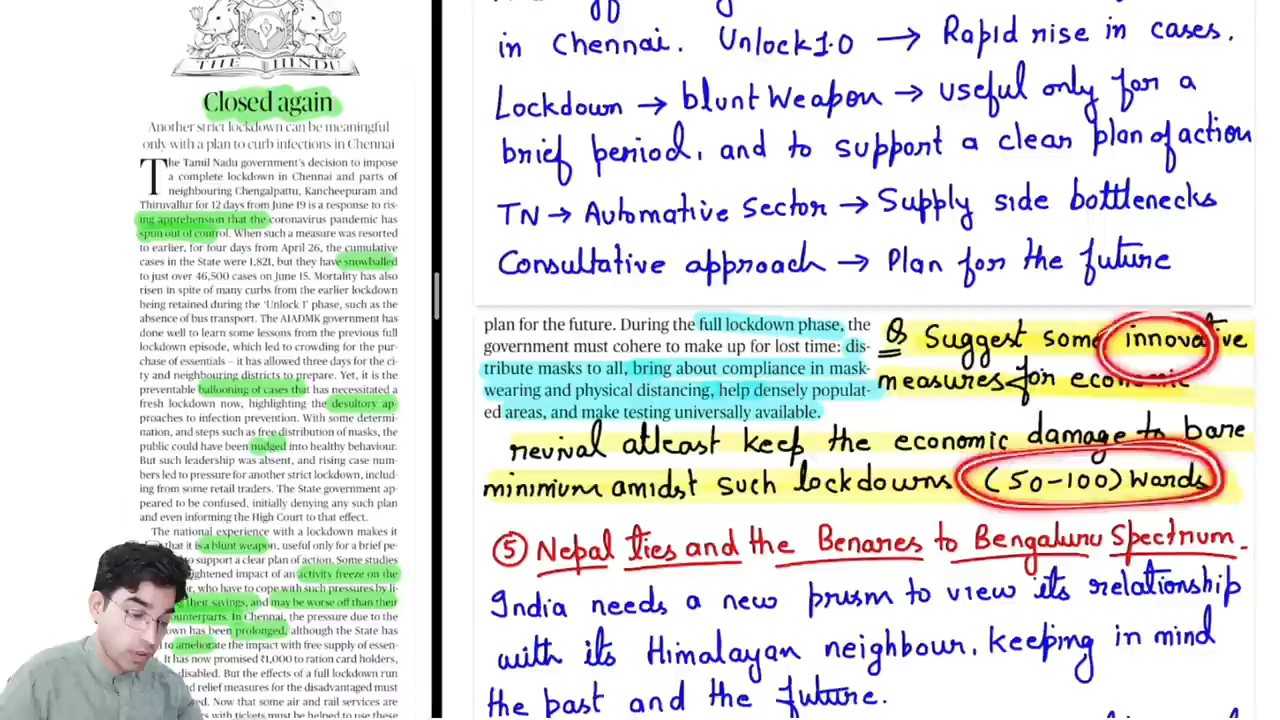 THE HINDU
Closed again
Another strict lockdown can be meaningful
only with a plan to curb infections in Chennai
The Tamil Nadu government's decision to impose
a complete lockdown in Chennai and parts of
neighbouring Chengalpattu, Kancheepuram and
Thiruvallur for 12 days from June 19 is a response to ris-
ing apprehension that the coronavirus pandemic has
spun out of control. When such a measure was resorted
to earlier, for four days from April 26, the cumulative
cases in the State were 1,821, but they have snowballed
to just over 46,500 cases on June 15. Mortality has also
risen in spite of many curbs from the earlier lockdown
being retained during the 'Unlock 1' phase, such as the
absence of bus transport. The AIADMK government has
done well to learn some lessons from the previous full
lockdown episode, which led to crowding for the pur-
chase of essentials – it has allowed three days for the ci-
ty and neighbouring districts to prepare. Yet, it is the
preventable ballooning of cases that has necessitated a
fresh lockdown now, highlighting the desultory ap-
proaches to infection prevention. With some determi-
nation, and steps such as free distribution of masks, the
public could have been nudged into healthy behaviour.
But such leadership was absent, and rising case num-
bers led to pressure for another strict lockdown, includ-
ing from some retail traders. The State government ap-
peared to be confused, initially denying any such plan
and even informing the High Court to that effect.
The national experience with a lockdown makes it
that it is a blunt weapon, useful only for a brief pe-
to support a clear plan of action. Some studies
ightened impact of an activity freeze on the
r, who have to cope with such pressures by li-
their savings, and may be worse off than their
unterparts. In Chennai, the pressure due to the
own has been prolonged, although the State has
to ameliorate the impact with free supply of essen-
It has now promised ₹1,000 to ration card holders,
disabled. But the effects of a full lockdown run
nd relief measures for the disadvantaged must
ed. Now that some air and rail services are
rs with tickets must be helped to use these
in Chennai. Unlock1.0 → Rapid rise in cases.
Lockdown → blunt Weapon → useful only for a
brief period, and to support a clear plan of action
TN → Automative Sector → Supply side bottlenecks
Consultative approach → Plan for the future
plan for the future. During the full lockdown phase, the
government must cohere to make up for lost time: dis-
tribute masks to all, bring about compliance in mask-
wearing and physical distancing, help densely populat-
ed areas, and make testing universally available.
Q Suggest some innovative
measures for economic
revival atleast keep the economic damage to bare
minimum amidst such lockdowns (50-100) Words
⑤ Nepal ties and the Benares to Bengaluru Spectrum.
India needs a new prism to view its relationship
with its Himalayan neighbour, keeping in mind
the past and the future.